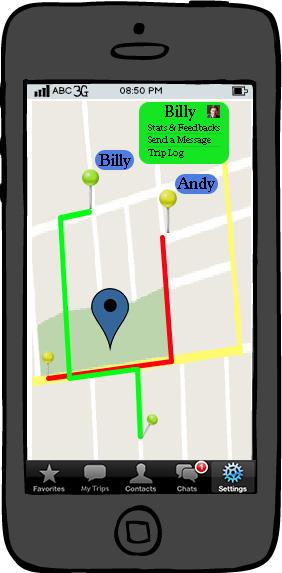 ABC 3G 08:50 PM
Billy
Stats & Feedbacks
Send a Message
Trip Log
Billy
Andy
1
Favorites My Trips Contacts Chats Settings